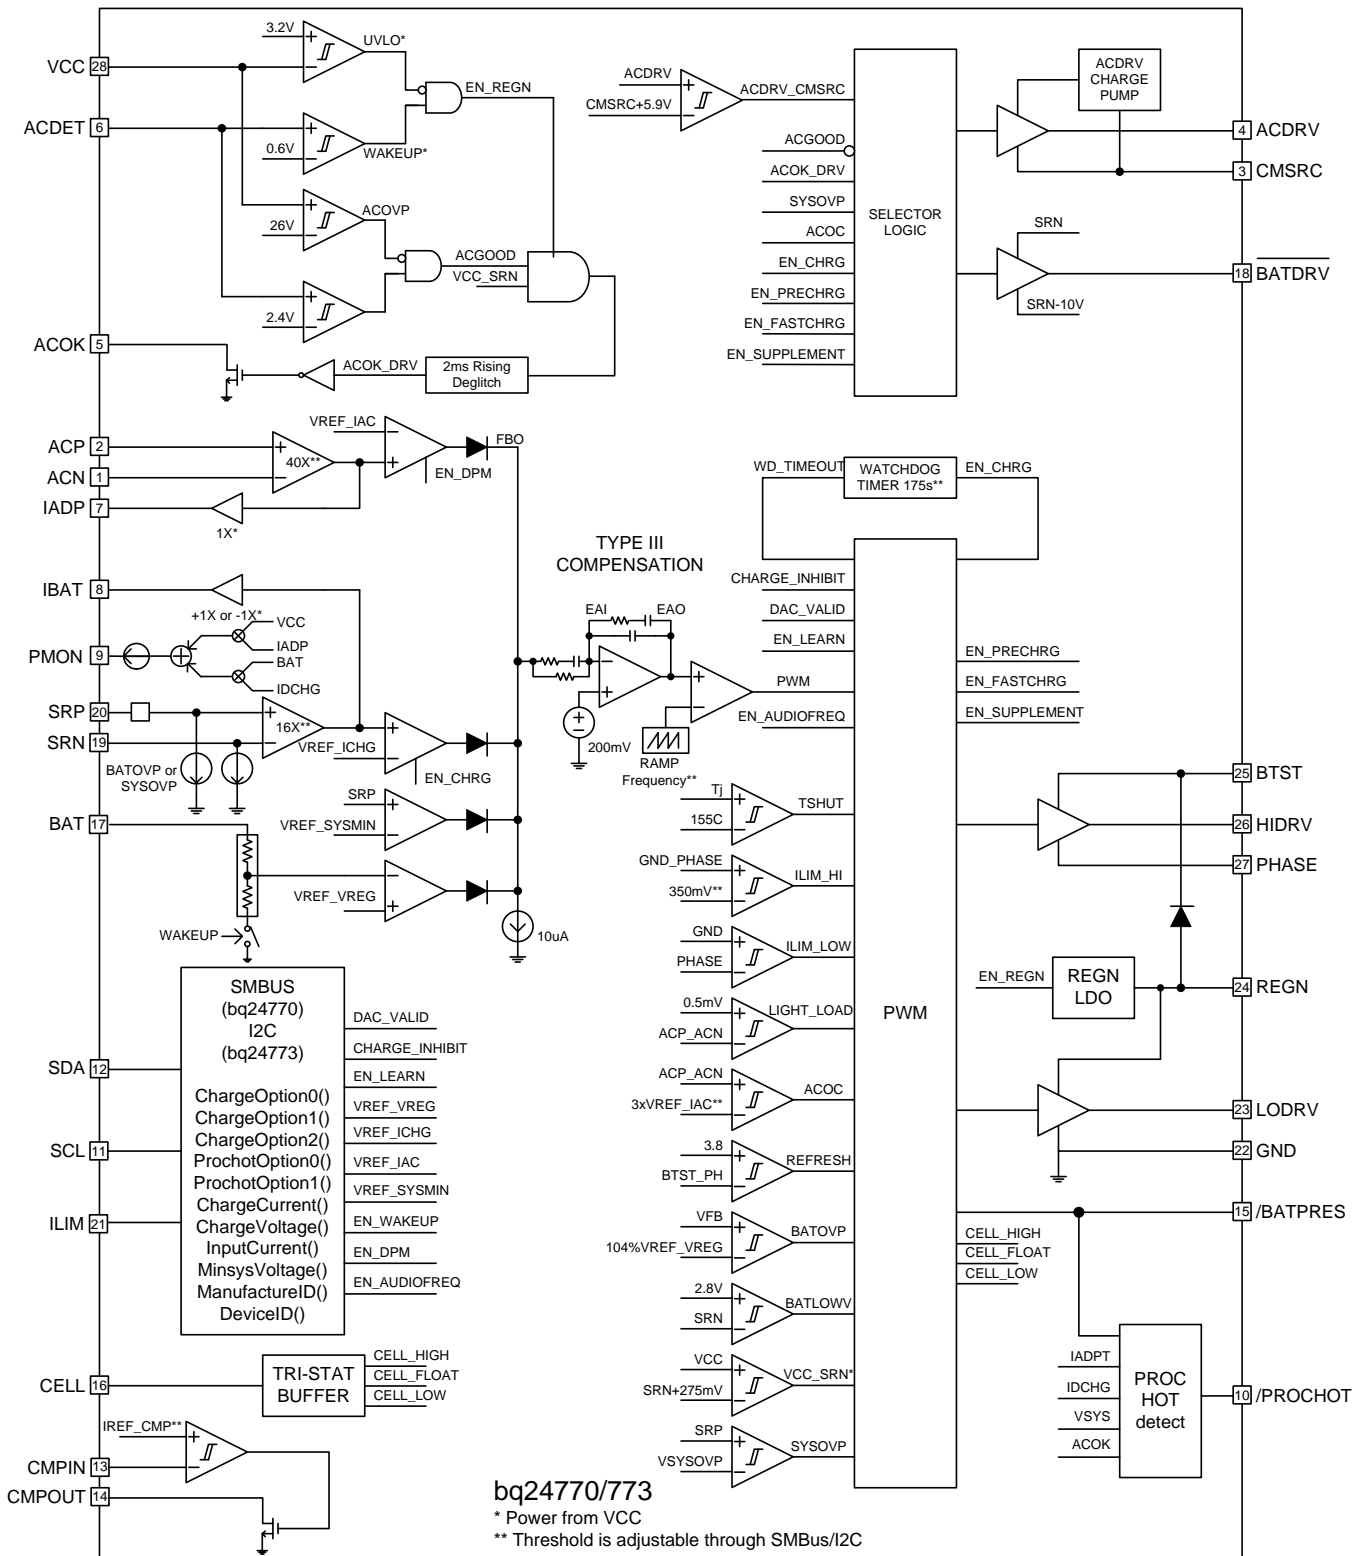 3.2V
UVLO*
VCC 28
EN_REGN
ACDET 6
0.6V
WAKEUP*
ACOVP
26V
ACGOOD
VCC_SRN
2.4V
ACOK 5
ACOK_DRV
2ms Rising
Deglitch
ACDRV
CMSRC+5.9V
ACDRV_CMSRC
ACGOOD
ACOK_DRV
SYSOVP
ACOC
EN_CHRG
EN_PRECHRG
EN_FASTCHRG
EN_SUPPLEMENT
SELECTOR
LOGIC
ACDRV
CHARGE
PUMP
4 ACDRV
3 CMSRC
SRN
18 BATDRV
SRN-10V
VREF_IAC
ACP 2
FBO
40X**
ACN 1
EN_DPM
IADP 7
1X*
IBAT 8
+1X or -1X*
VCC
IADP
PMON 9
BAT
IDCHG
SRP 20
16X**
SRN 19
VREF_ICHG
BATOVP or
SYSOVP
EN_CHRG
SRP
VREF_SYSMIN
BAT 17
VREF_VREG
WAKEUP
10uA
TYPE III
COMPENSATION
EAI
EAO
200mV
RAMP
Frequency**
WD_TIMEOUT
WATCHDOG
TIMER 175s**
EN_CHRG
CHARGE_INHIBIT
DAC_VALID
EN_LEARN
PWM
EN_AUDIOFREQ
EN_PRECHRG
EN_FASTCHRG
EN_SUPPLEMENT
Tj
155C
TSHUT
GND_PHASE
350mV**
ILIM_HI
GND
PHASE
ILIM_LOW
0.5mV
ACP_ACN
LIGHT_LOAD
ACP_ACN
3xVREF_IAC**
ACOC
3.8
BTST_PH
REFRESH
VFB
104%VREF_VREG
BATOVP
2.8V
SRN
BATLOWV
VCC
SRN+275mV
VCC_SRN*
SRP
VSYSOVP
SYSOVP
PWM
25 BTST
26 HIDRV
27 PHASE
EN_REGN
REGN
LDO
24 REGN
23 LODRV
22 GND
15 /BATPRES
CELL_HIGH
CELL_FLOAT
CELL_LOW
IADPT
IDCHG
VSYS
ACOK
PROC
HOT
detect
10 /PROCHOT
SMBUS
(bq24770)
I2C
(bq24773)
ChargeOption0()
ChargeOption1()
ChargeOption2()
ProchotOption0()
ProchotOption1()
ChargeCurrent()
ChargeVoltage()
InputCurrent()
MinsysVoltage()
ManufactureID()
DeviceID()
DAC_VALID
CHARGE_INHIBIT
EN_LEARN
VREF_VREG
VREF_ICHG
VREF_IAC
VREF_SYSMIN
EN_WAKEUP
EN_DPM
EN_AUDIOFREQ
SDA 12
SCL 11
ILIM 21
CELL 16
TRI-STAT
BUFFER
CELL_HIGH
CELL_FLOAT
CELL_LOW
IREF_CMP**
CMPIN 13
CMPOUT 14
bq24770/773
* Power from VCC
** Threshold is adjustable through SMBus/I2C